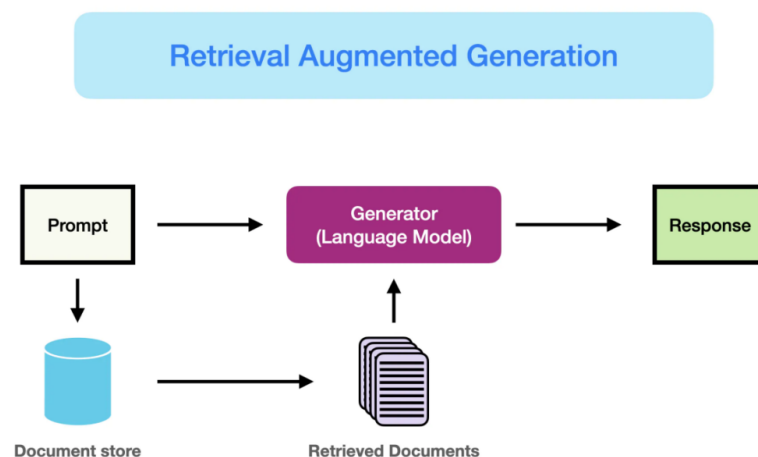 Retrieval Augmented Generation
Prompt
Generator
(Language Model)
Response
Document store
Retrieved Documents